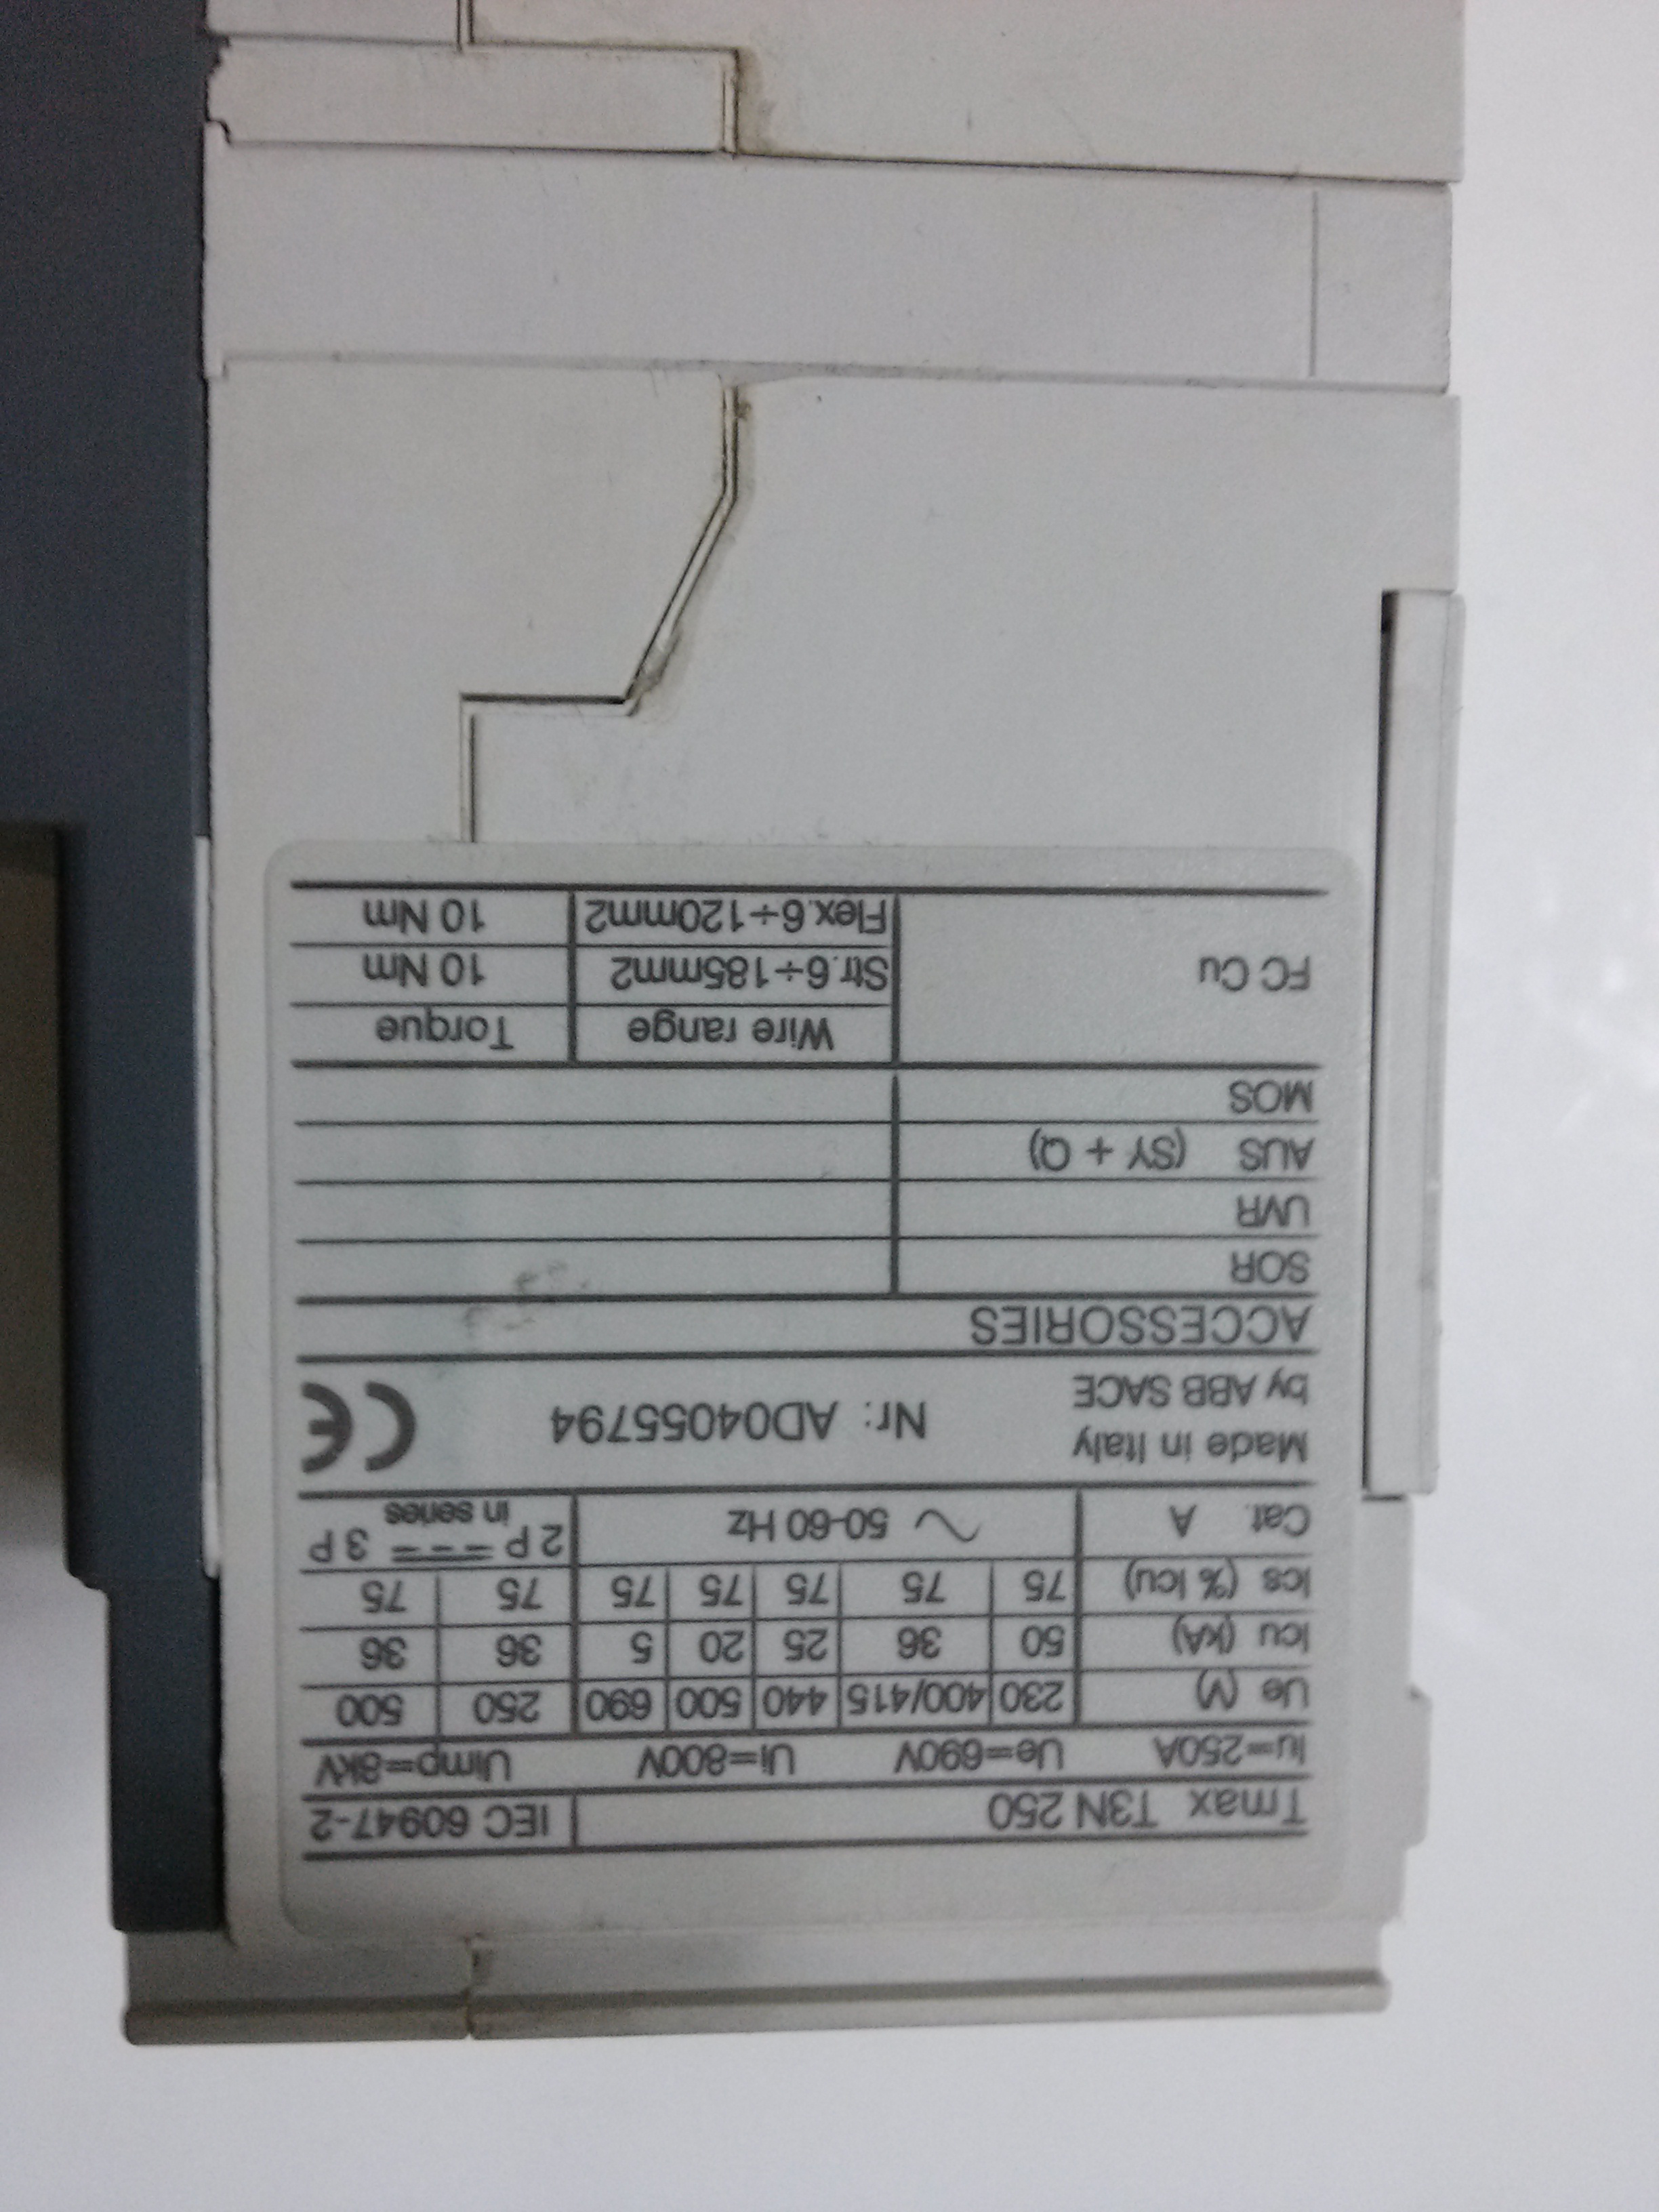 Tmax T3N 250 IEC 60947-2
Iu=250A Ue=690V Ui=800V Uimp=8kV
Ue (V) 230 400/415 440 500 690 250 500
Icu (kA) 50 36 25 20 5 36 36
Ics (% Icu) 75 75 75 75 75 75 75
Cat. A ~ 50-60 Hz 2 P 3 P
in series
Made in Italy
by ABB SACE
Nr: AD04055794 CE
ACCESSORIES
SOR
UVR
AUS (SY + Q)
MOS
FC Cu
Wire range Torque
Str.6÷185mm2 10 Nm
Flex.6÷120mm2 10 Nm